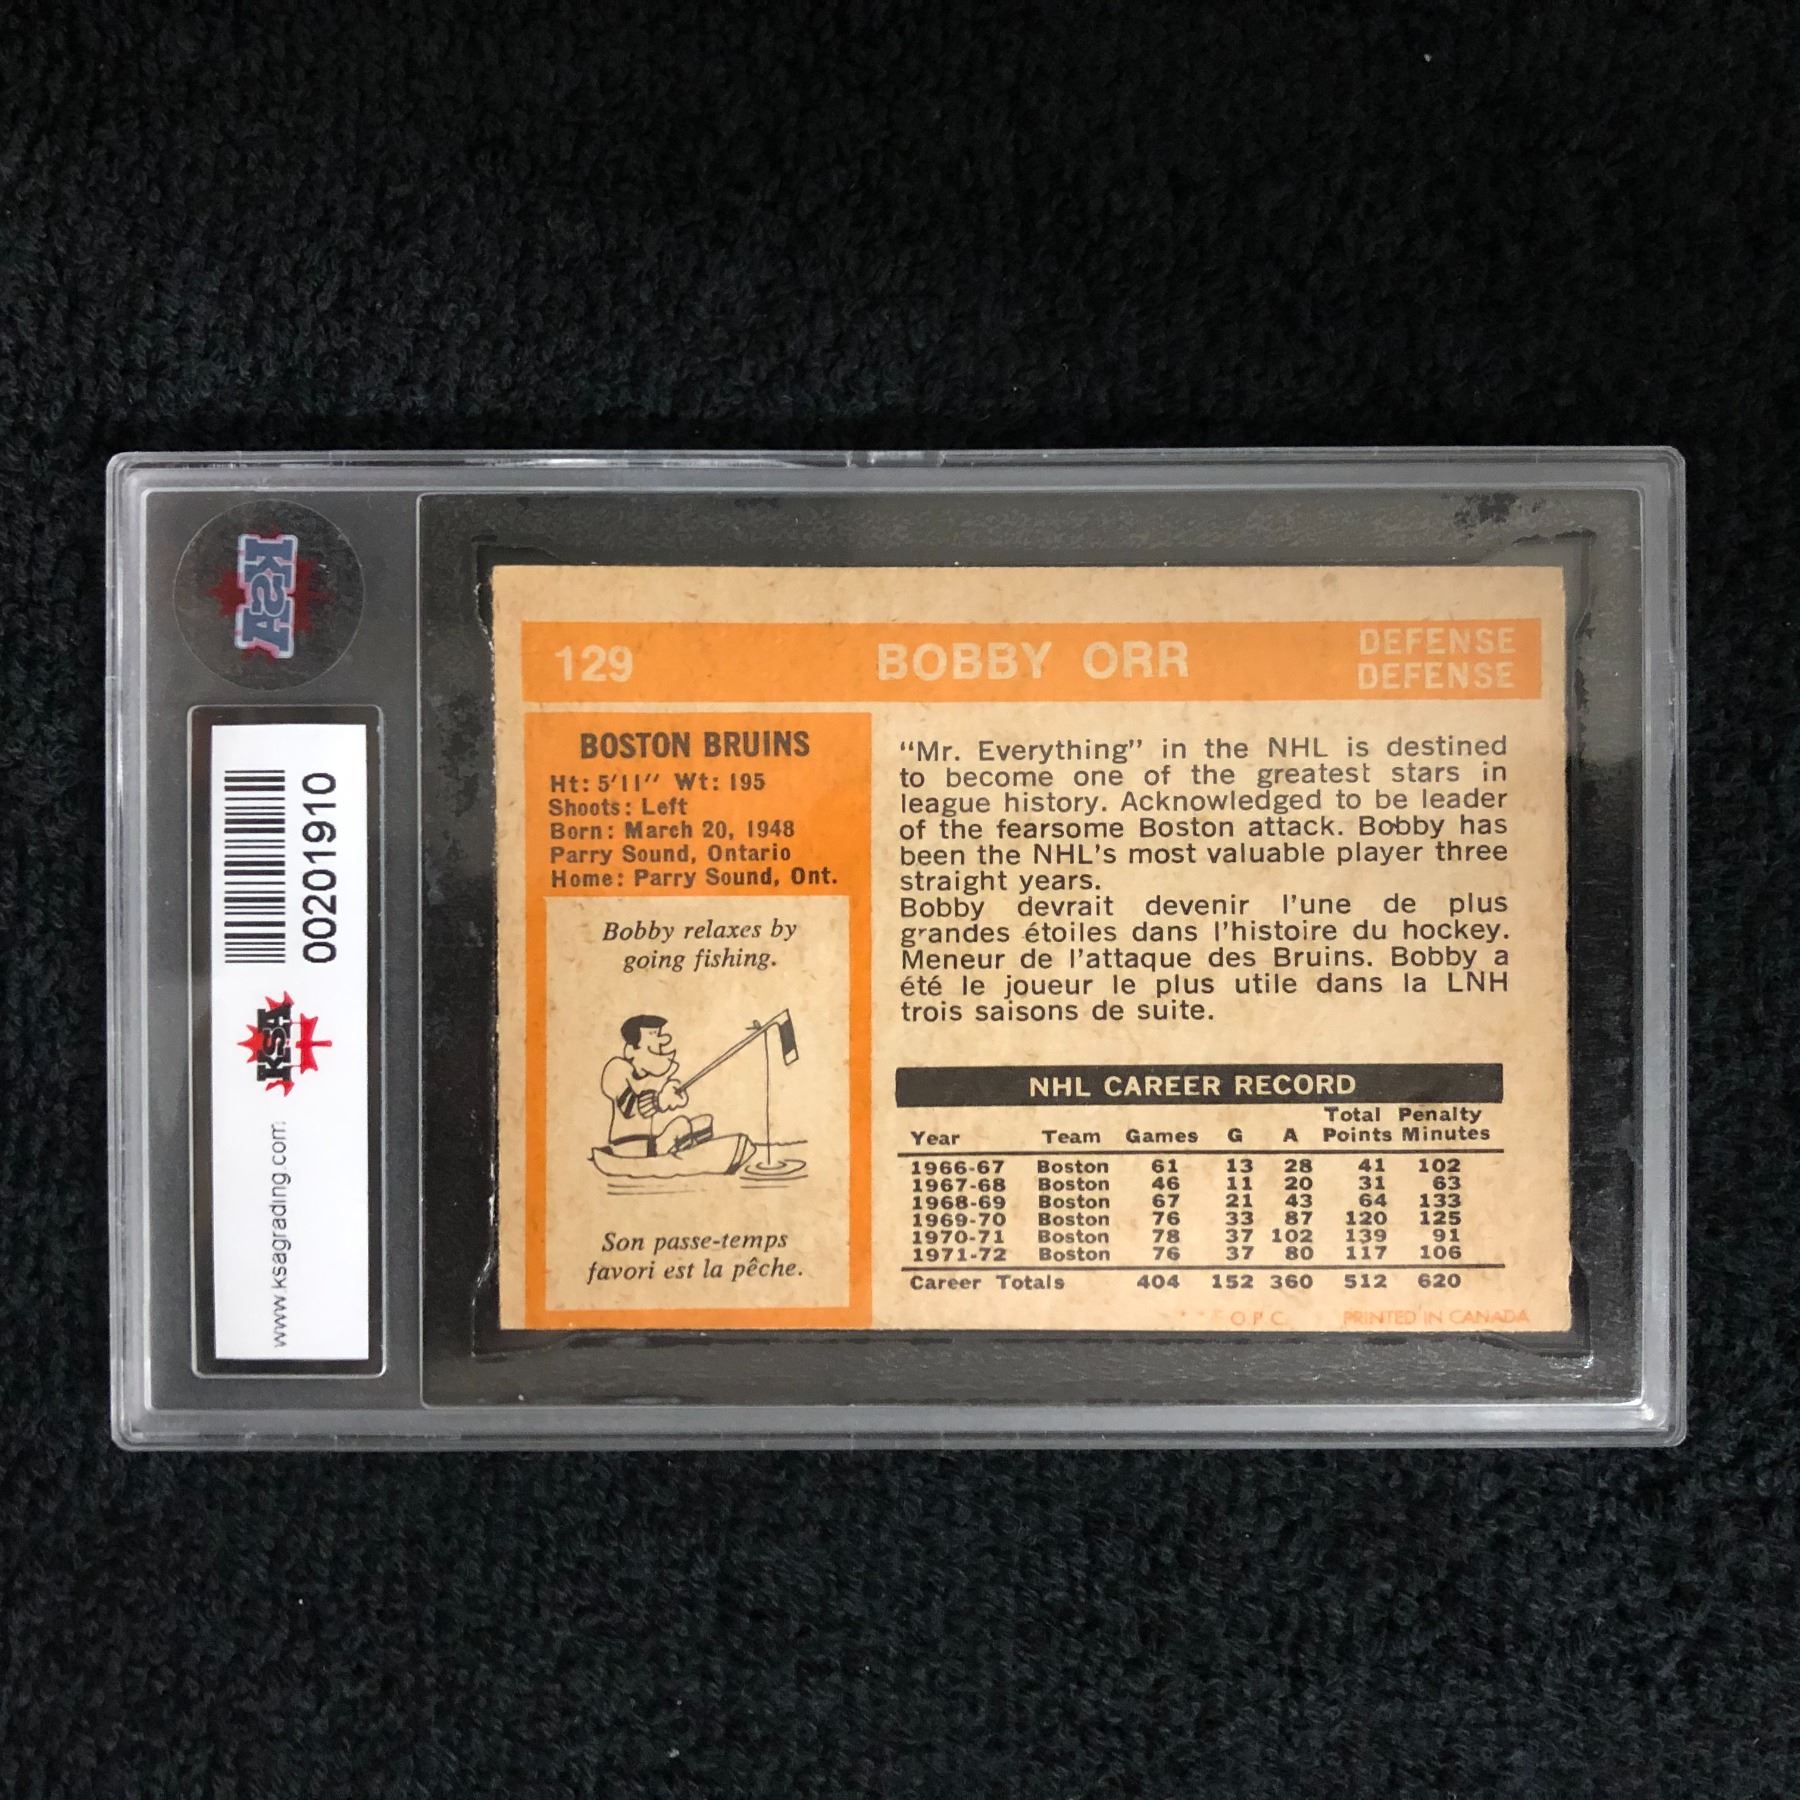 KSA
00201910
KSA
www.ksagrading.com
129 BOBBY ORR DEFENSE
DEFENSE
BOSTON BRUINS
Ht: 5'11" Wt: 195
Shoots: Left
Born: March 20, 1948
Parry Sound, Ontario
Home: Parry Sound, Ont.
Bobby relaxes by
going fishing.
Son passe-temps
favori est la pêche.
"Mr. Everything" in the NHL is destined
to become one of the greatest stars in
league history. Acknowledged to be leader
of the fearsome Boston attack. Bobby has
been the NHL's most valuable player three
straight years.
Bobby devrait devenir l'une de plus
grandes étoiles dans l'histoire du hockey.
Meneur de l'attaque des Bruins. Bobby a
été le joueur le plus utile dans la LNH
trois saisons de suite.
NHL CAREER RECORD
Total Penalty
Year Team Games G A Points Minutes
1966-67 Boston 61 13 28 41 102
1967-68 Boston 46 11 20 31 63
1968-69 Boston 67 21 43 64 133
1969-70 Boston 76 33 87 120 125
1970-71 Boston 78 37 102 139 91
1971-72 Boston 76 37 80 117 106
Career Totals 404 152 360 512 620
O.P.C. PRINTED IN CANADA